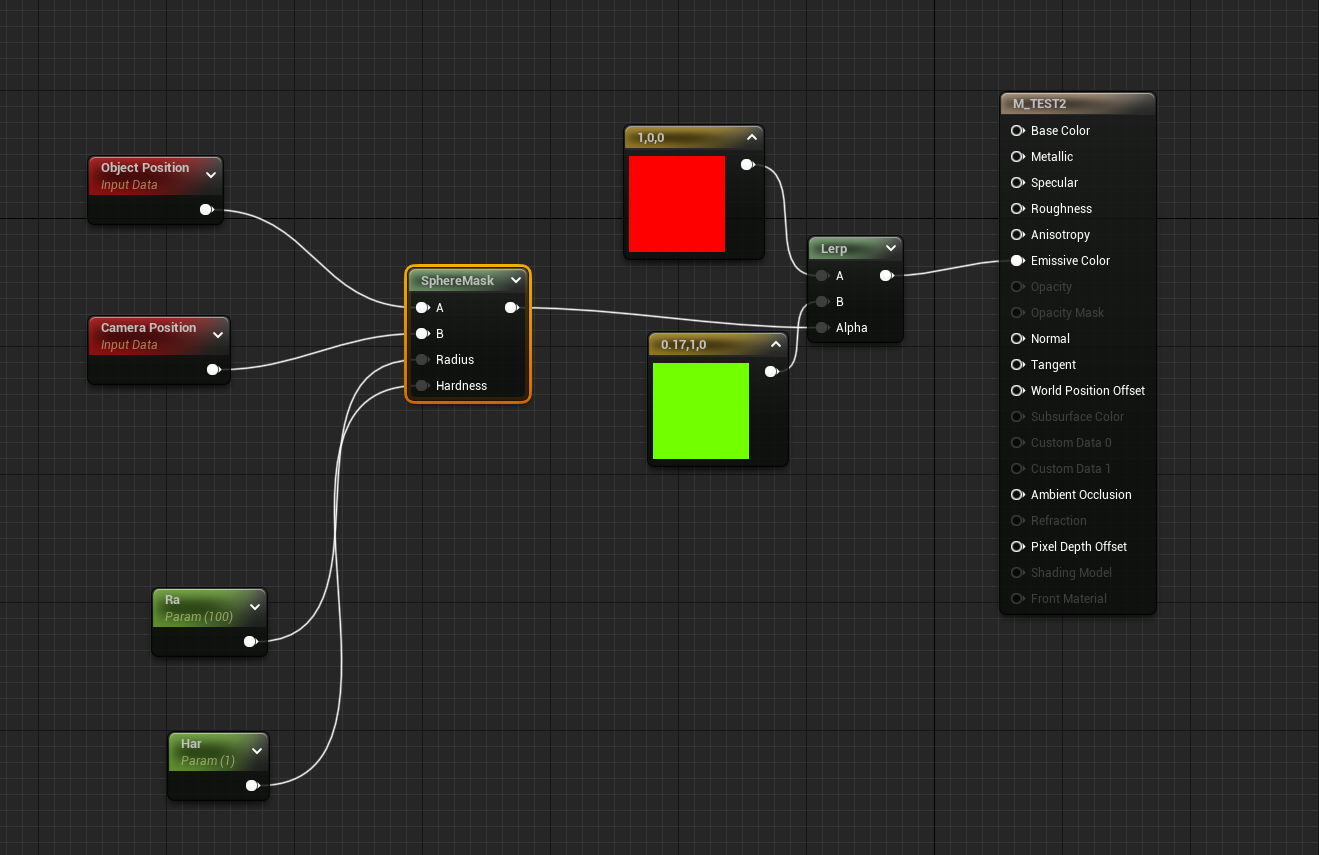 Object Position
Input Data
Camera Position
Input Data
SphereMask
A
B
Radius
Hardness
Ra
Param (100)
Har
Param (1)
1,0,0
0.17,1,0
Lerp
A
B
Alpha
M_TEST2
Base Color
Metallic
Specular
Roughness
Anisotropy
Emissive Color
Opacity
Opacity Mask
Normal
Tangent
World Position Offset
Subsurface Color
Custom Data 0
Custom Data 1
Ambient Occlusion
Refraction
Pixel Depth Offset
Shading Model
Front Material